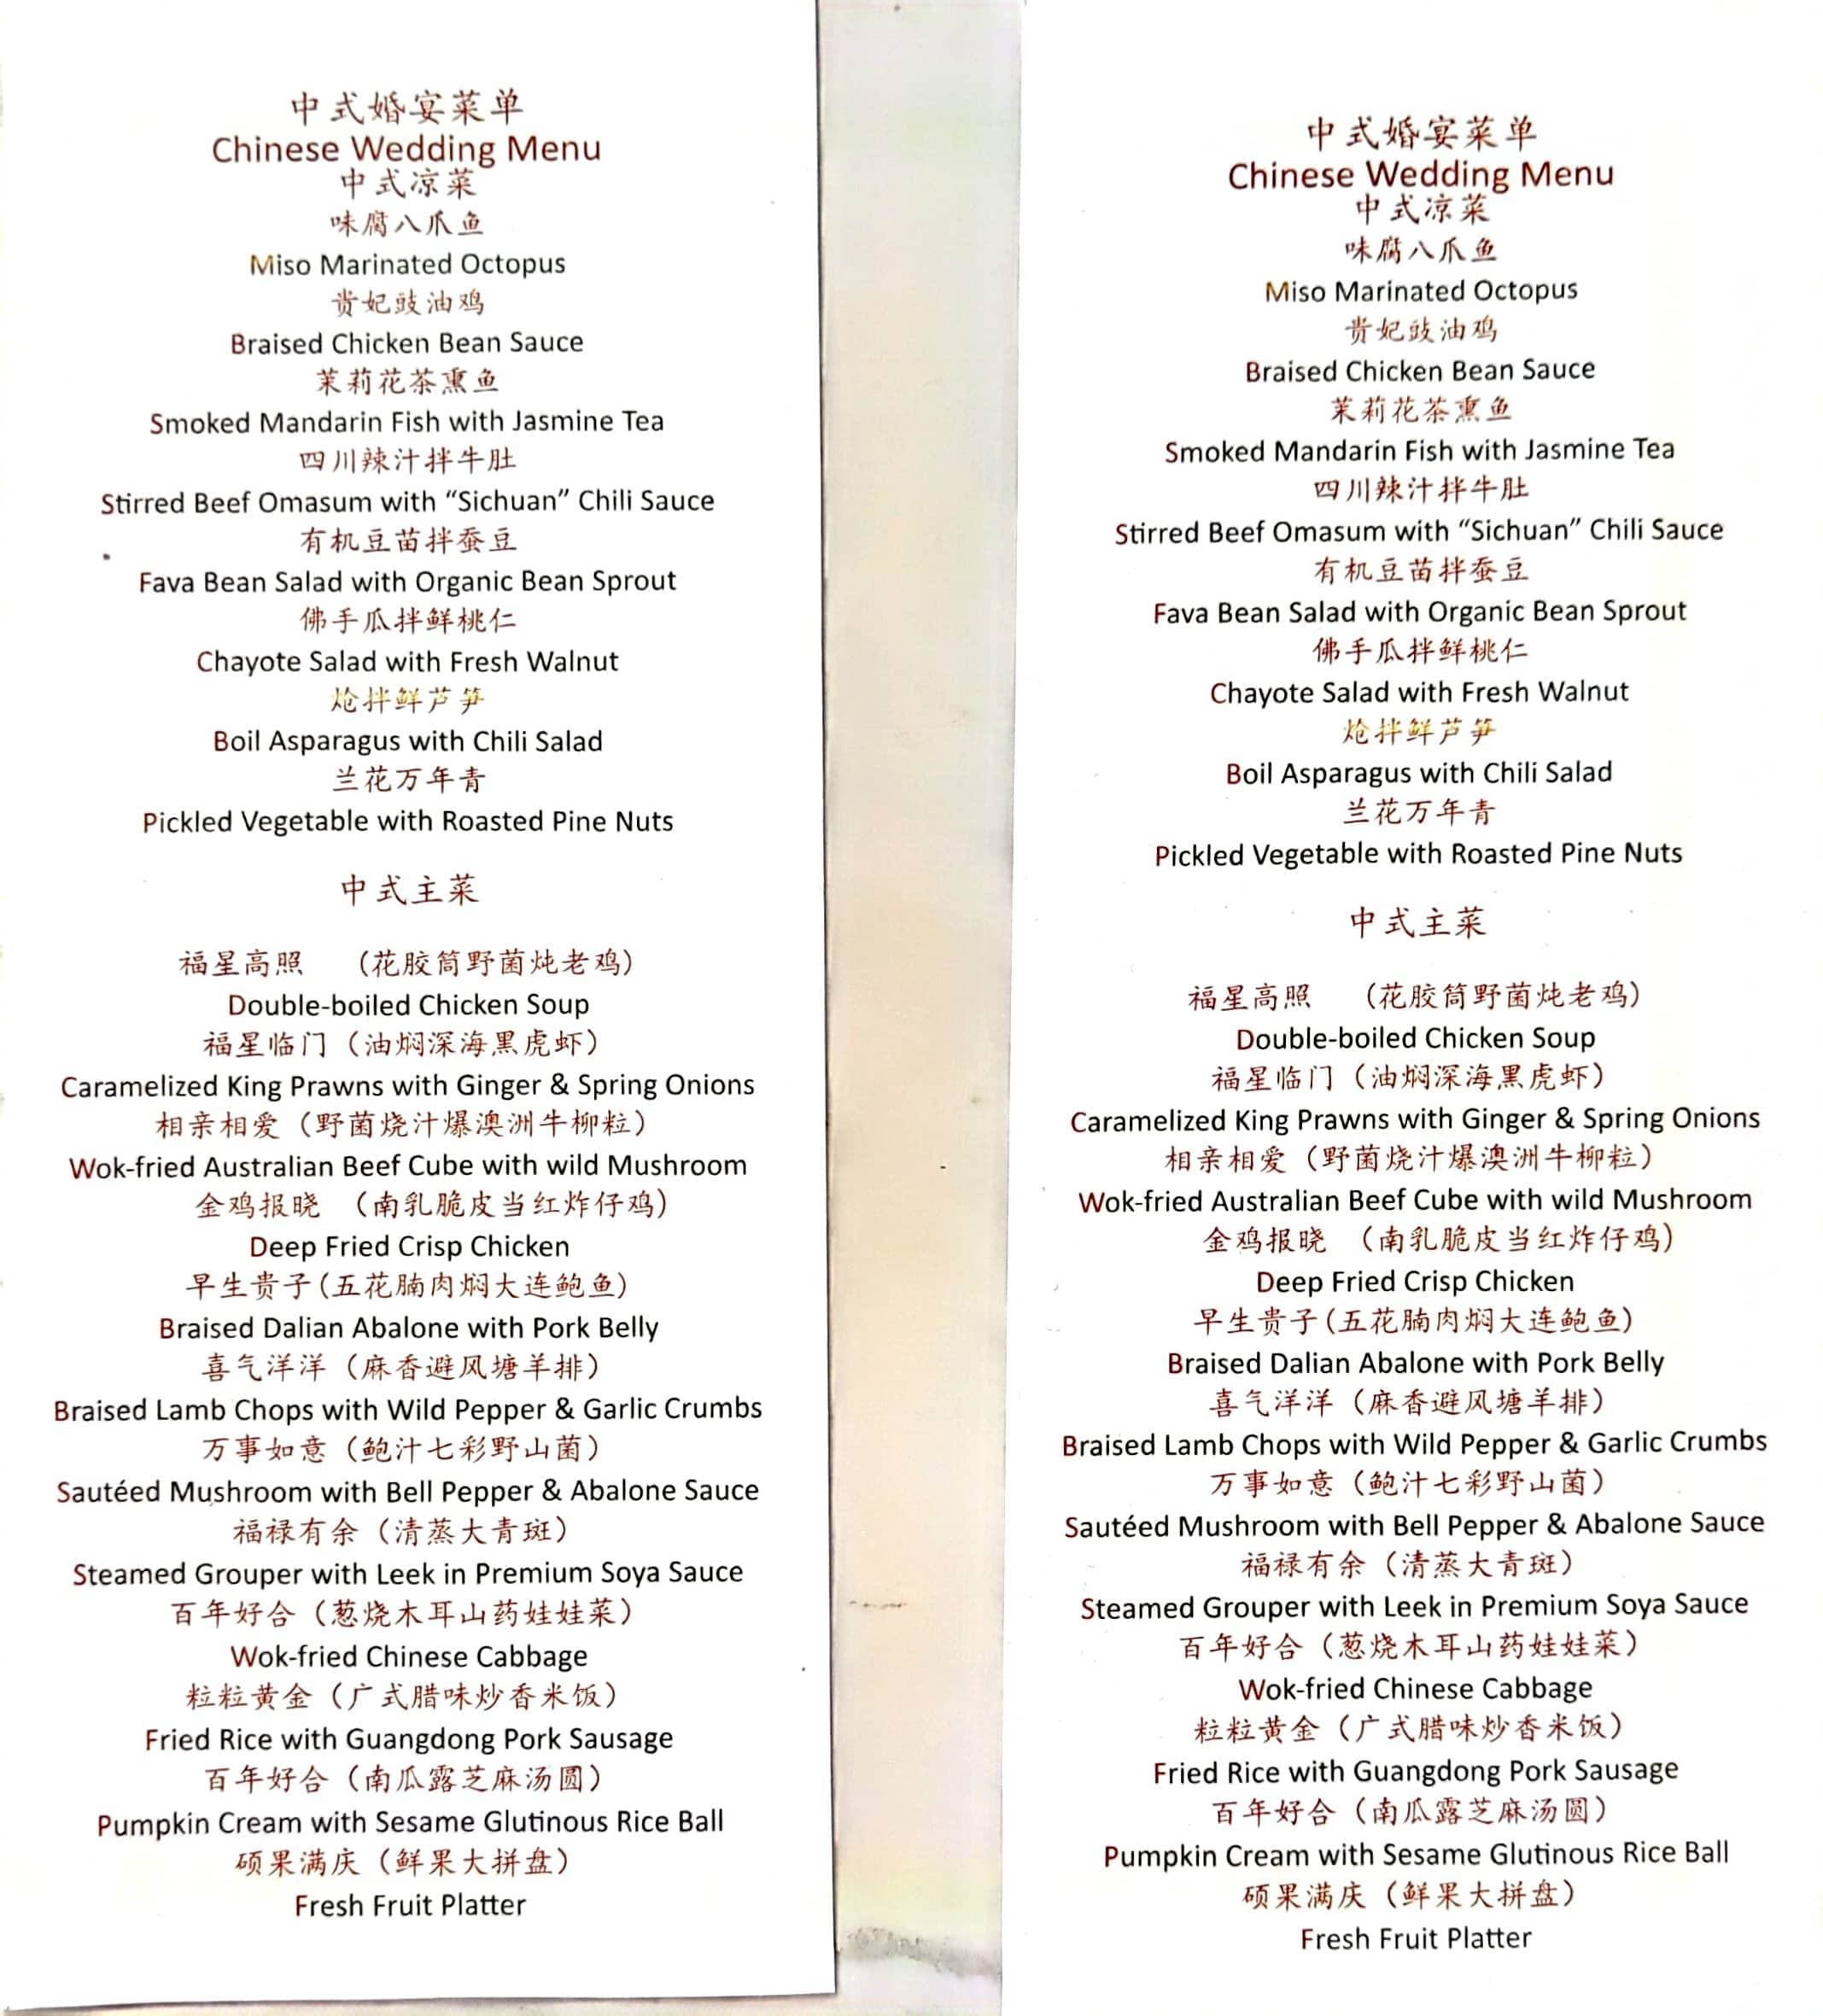 中式婚宴菜单
Chinese Wedding Menu
中式凉菜
味腐八爪鱼
Miso Marinated Octopus
贵妃豉油鸡
Braised Chicken Bean Sauce
茉莉花茶熏鱼
Smoked Mandarin Fish with Jasmine Tea
四川辣汁拌牛肚
Stirred Beef Omasum with “Sichuan” Chili Sauce
有机豆苗拌蚕豆
Fava Bean Salad with Organic Bean Sprout
佛手瓜拌鲜桃仁
Chayote Salad with Fresh Walnut
炝拌鲜芦笋
Boil Asparagus with Chili Salad
兰花万年青
Pickled Vegetable with Roasted Pine Nuts
中式主菜
福星高照 （花胶筒野菌炖老鸡）
Double-boiled Chicken Soup
福星临门（油焖深海黑虎虾）
Caramelized King Prawns with Ginger & Spring Onions
相亲相爱（野菌烧汁爆澳洲牛柳粒）
Wok-fried Australian Beef Cube with wild Mushroom
金鸡报晓 （南乳脆皮当红炸仔鸡）
Deep Fried Crisp Chicken
早生贵子(五花腩肉焖大连鲍鱼)
Braised Dalian Abalone with Pork Belly
喜气洋洋（麻香避风塘羊排）
Braised Lamb Chops with Wild Pepper & Garlic Crumbs
万事如意（鲍汁七彩野山菌）
Sautéed Mushroom with Bell Pepper & Abalone Sauce
福禄有余（清蒸大青斑）
Steamed Grouper with Leek in Premium Soya Sauce
百年好合（葱烧木耳山药娃娃菜）
Wok-fried Chinese Cabbage
粒粒黄金（广式腊味炒香米饭）
Fried Rice with Guangdong Pork Sausage
百年好合（南瓜露芝麻汤圆）
Pumpkin Cream with Sesame Glutinous Rice Ball
硕果满庆（鲜果大拼盘）
Fresh Fruit Platter
中式婚宴菜单
Chinese Wedding Menu
中式凉菜
味腐八爪鱼
Miso Marinated Octopus
贵妃豉油鸡
Braised Chicken Bean Sauce
茉莉花茶熏鱼
Smoked Mandarin Fish with Jasmine Tea
四川辣汁拌牛肚
Stirred Beef Omasum with “Sichuan” Chili Sauce
有机豆苗拌蚕豆
Fava Bean Salad with Organic Bean Sprout
佛手瓜拌鲜桃仁
Chayote Salad with Fresh Walnut
炝拌鲜芦笋
Boil Asparagus with Chili Salad
兰花万年青
Pickled Vegetable with Roasted Pine Nuts
中式主菜
福星高照 （花胶筒野菌炖老鸡）
Double-boiled Chicken Soup
福星临门（油焖深海黑虎虾）
Caramelized King Prawns with Ginger & Spring Onions
相亲相爱（野菌烧汁爆澳洲牛柳粒）
Wok-fried Australian Beef Cube with wild Mushroom
金鸡报晓 （南乳脆皮当红炸仔鸡）
Deep Fried Crisp Chicken
早生贵子(五花腩肉焖大连鲍鱼)
Braised Dalian Abalone with Pork Belly
喜气洋洋（麻香避风塘羊排）
Braised Lamb Chops with Wild Pepper & Garlic Crumbs
万事如意（鲍汁七彩野山菌）
Sautéed Mushroom with Bell Pepper & Abalone Sauce
福禄有余（清蒸大青斑）
Steamed Grouper with Leek in Premium Soya Sauce
百年好合（葱烧木耳山药娃娃菜）
Wok-fried Chinese Cabbage
粒粒黄金（广式腊味炒香米饭）
Fried Rice with Guangdong Pork Sausage
百年好合（南瓜露芝麻汤圆）
Pumpkin Cream with Sesame Glutinous Rice Ball
硕果满庆（鲜果大拼盘）
Fresh Fruit Platter